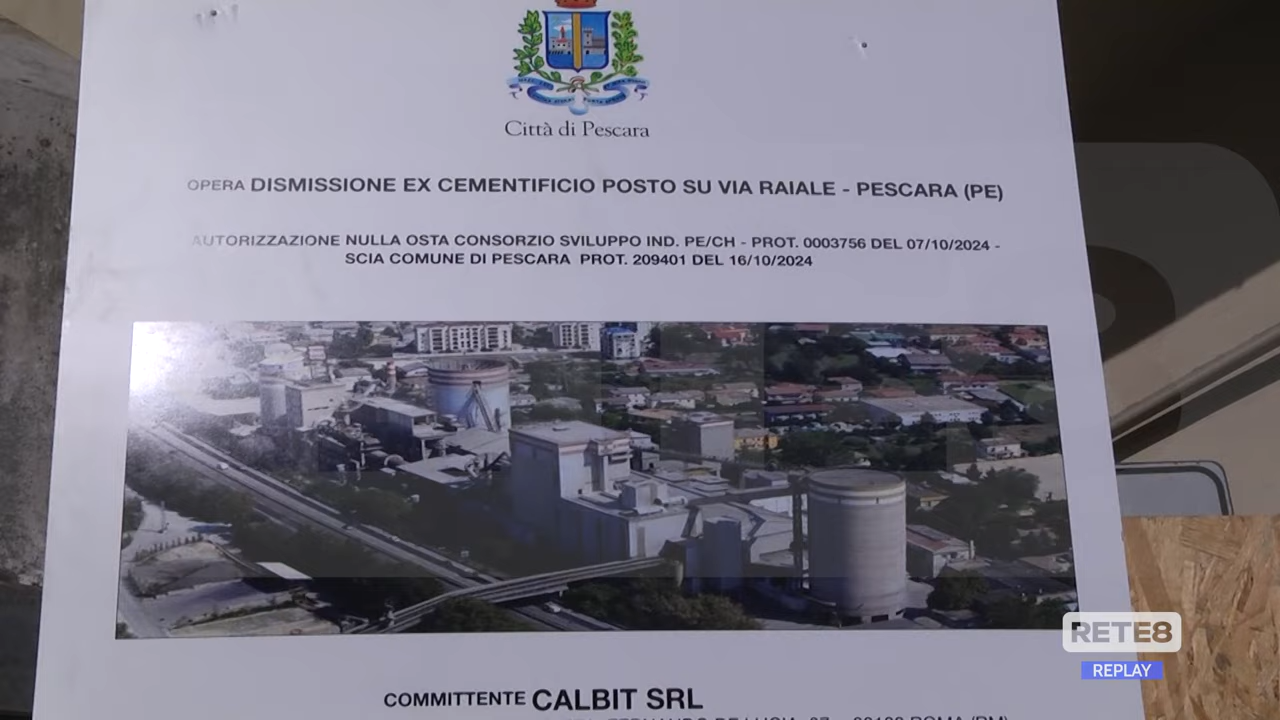 Città di Pescara
OPERA DISMISSIONE EX CEMENTIFICIO POSTO SU VIA RAIALE - PESCARA (PE)
AUTORIZZAZIONE NULLA OSTA CONSORZIO SVILUPPO IND. PE/CH - PROT. 0003756 DEL 07/10/2024 -
SCIA COMUNE DI PESCARA PROT. 209401 DEL 16/10/2024
COMMITTENTE CALBIT SRL
RETE8
REPLAY